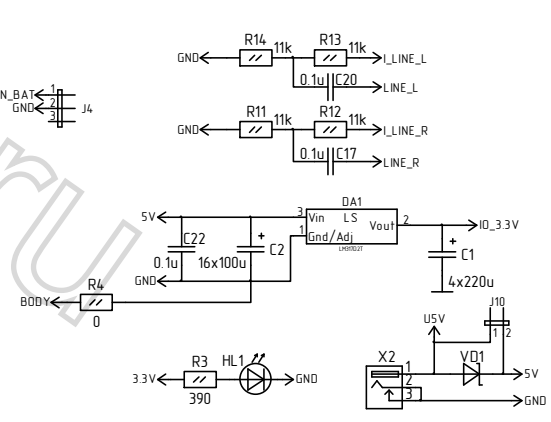 R14 R13
GND 11k 11k I_LINE_L
0.1u C20 LINE_L
N_BAT 1
GND 2 J4
3
R11 R12
GND 11k 11k I_LINE_R
0.1u C17 LINE_R
DA1
5V 3 Vin LS Vout 2 IO_3.3V
1 Gnd/Adj
LM317D2T
C22 + C2 + C1
0.1u 16x100u
GND 4x220u
R4
BODY
0
J10
U5V 1 2
X2 VD1
R3 HL1 1
3.3V GND 2 5V
390 3 GND
ru